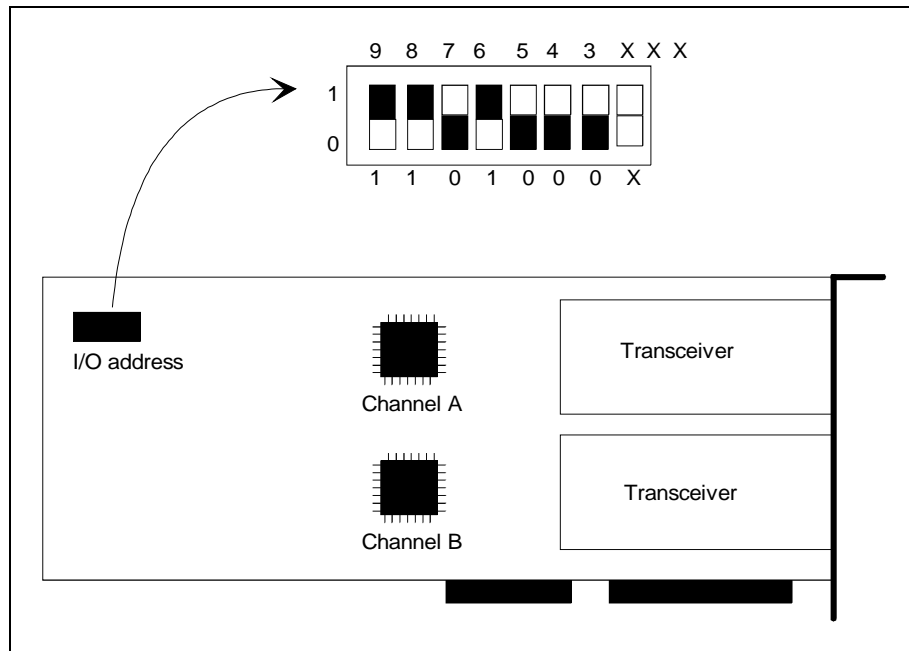 9 8 7 6 5 4 3 X X X
1
0
1 1 0 1 0 0 0 X
I/O address
Transceiver
Channel A
Transceiver
Channel B